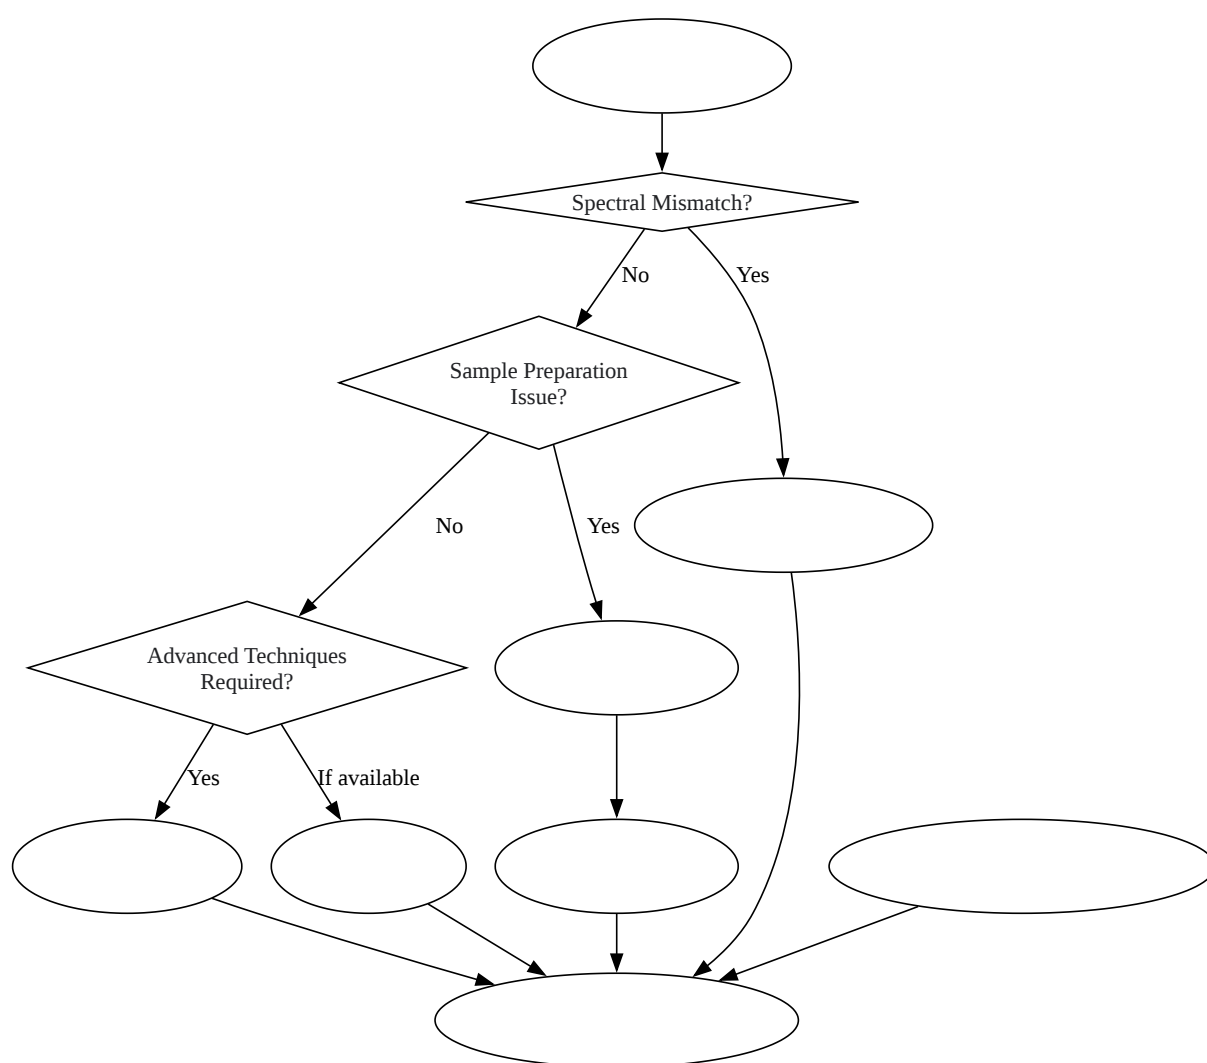 Spectral Mismatch?
No
Yes
Sample Preparation
Issue?
No
Yes
Advanced Techniques
Required?
Yes
If available